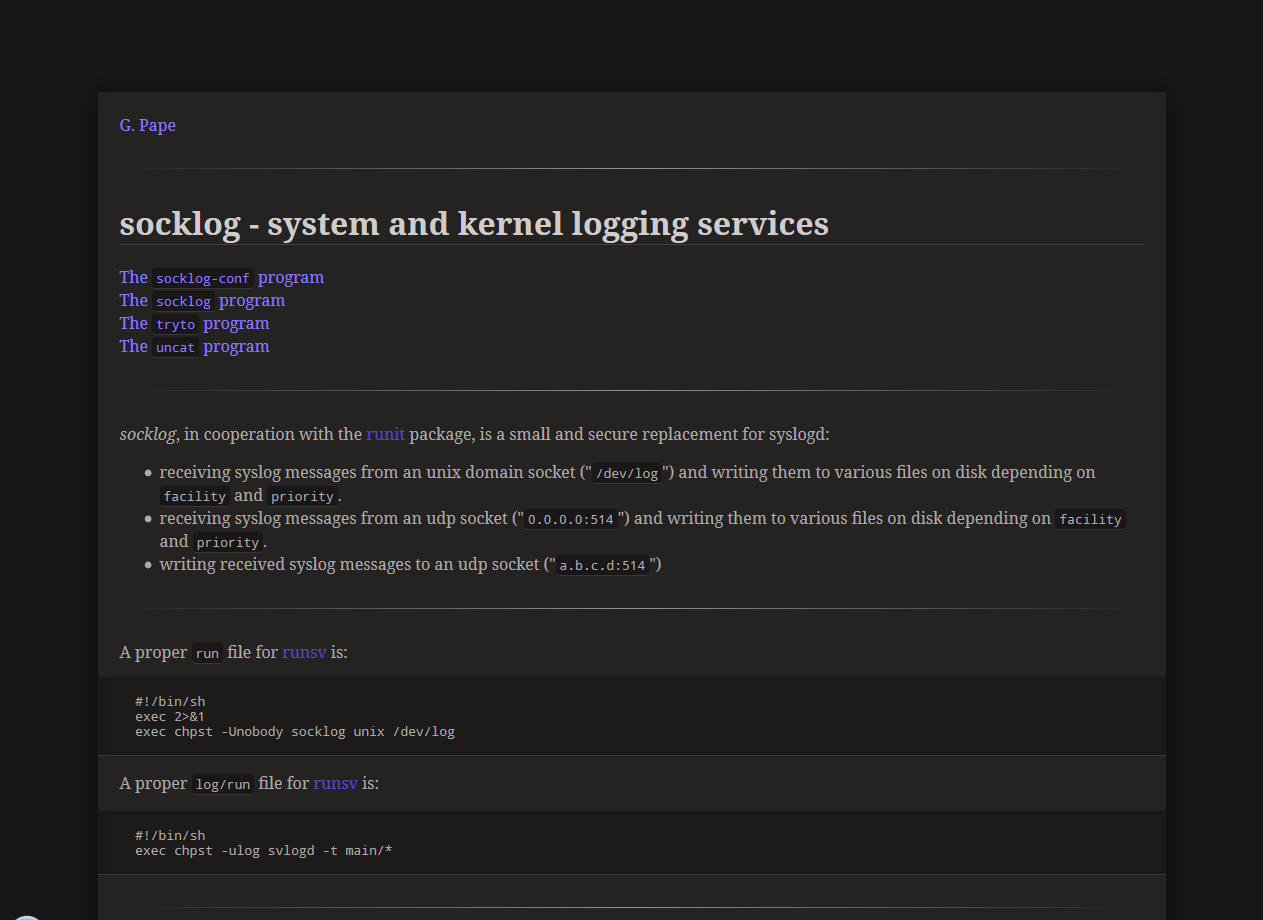 G. Pape
socklog - system and kernel logging services
The socklog-conf program
The socklog program
The tryto program
The uncat program
socklog, in cooperation with the runit package, is a small and secure replacement for syslogd:
receiving syslog messages from an unix domain socket ("/dev/log") and writing them to various files on disk depending on
facility and priority.
receiving syslog messages from an udp socket ("0.0.0.0:514") and writing them to various files on disk depending on facility
and priority.
writing received syslog messages to an udp socket ("a.b.c.d:514")
A proper run file for runsv is:
#!/bin/sh
exec 2>&1
exec chpst -Unobody socklog unix /dev/log
A proper log/run file for runsv is:
#!/bin/sh
exec chpst -ulog svlogd -t main/*